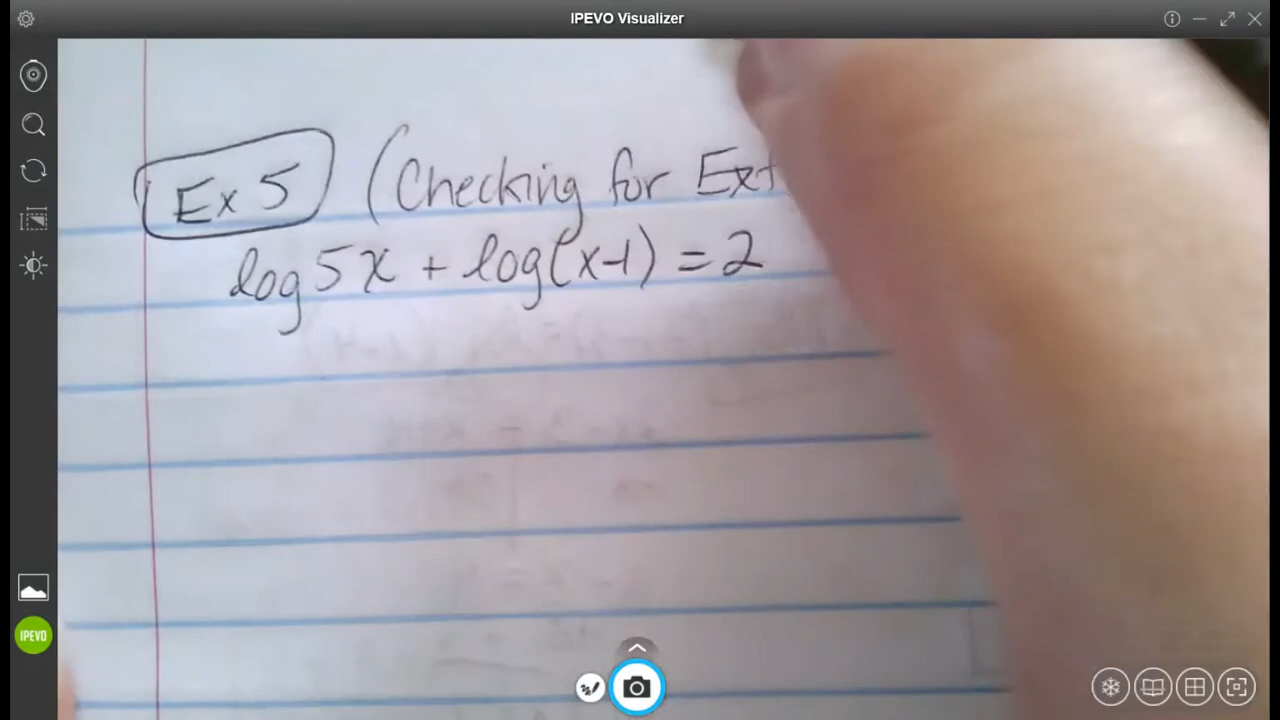 IPEVO Visualizer
Ex 5 (Checking for Ext
log 5x + log(x-1) = 2
IPEVO